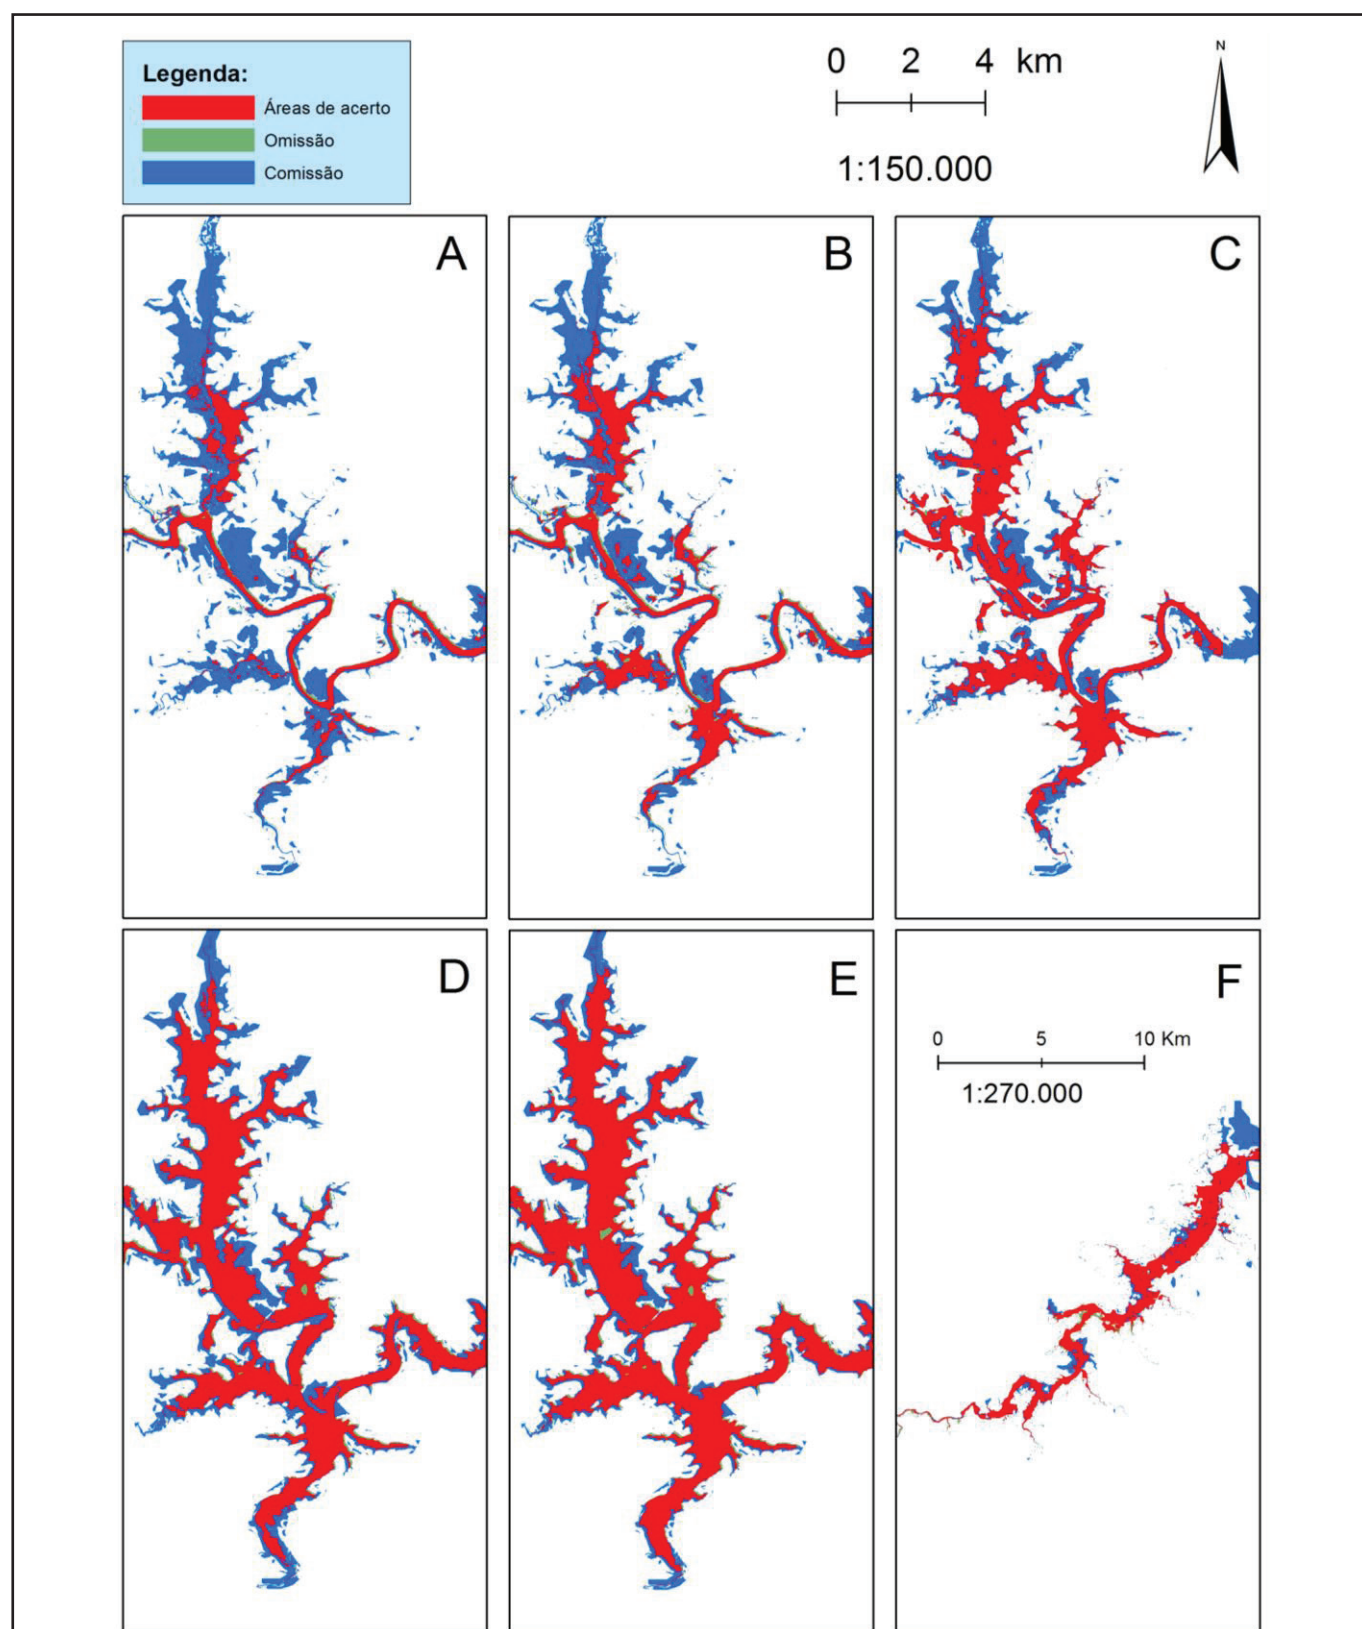 Legenda:
Áreas de acerto
Omissão
Comissão
0 2 4 km
1:150.000
N
A
B
C
D
E
F
0 5 10 Km
1:270.000